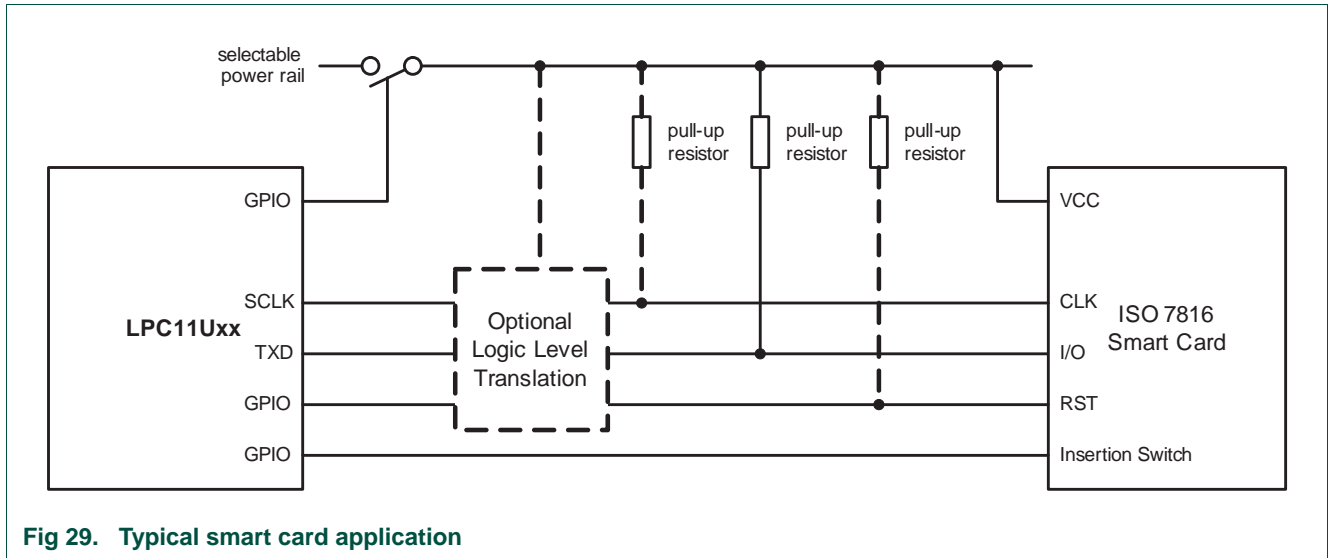 selectable
power rail
pull-up
resistor
pull-up
resistor
pull-up
resistor
GPIO
VCC
SCLK
CLK
LPC11Uxx
Optional
Logic Level
Translation
ISO 7816
Smart Card
TXD
I/O
GPIO
RST
GPIO
Insertion Switch
Fig 29. Typical smart card application